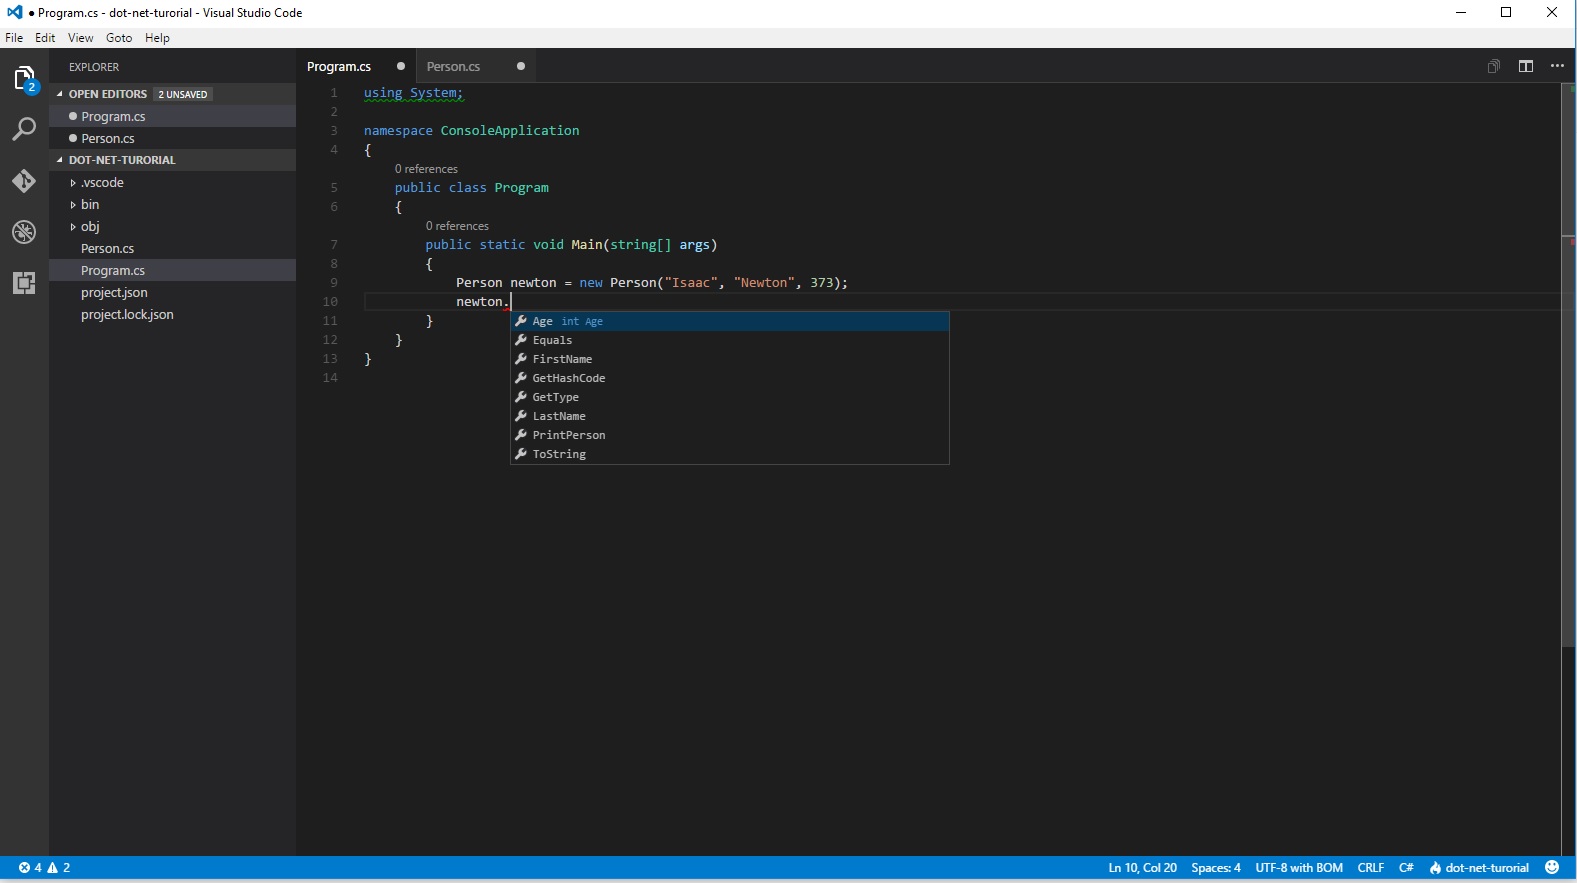 ● Program.cs - dot-net-turorial - Visual Studio Code
File Edit View Goto Help
EXPLORER
OPEN EDITORS 2 UNSAVED
Program.cs
Person.cs
DOT-NET-TURORIAL
.vscode
bin
obj
Person.cs
Program.cs
project.json
project.lock.json
2
Program.cs ● Person.cs ●
1 using System;
2
3 namespace ConsoleApplication
4 {
0 references
5 public class Program
6 {
0 references
7 public static void Main(string[] args)
8 {
9 Person newton = new Person("Isaac", "Newton", 373);
10 newton.
11 }
12 }
13 }
14
Age int Age
Equals
FirstName
GetHashCode
GetType
LastName
PrintPerson
ToString
4 2 Ln 10, Col 20 Spaces: 4 UTF-8 with BOM CRLF C# dot-net-turorial